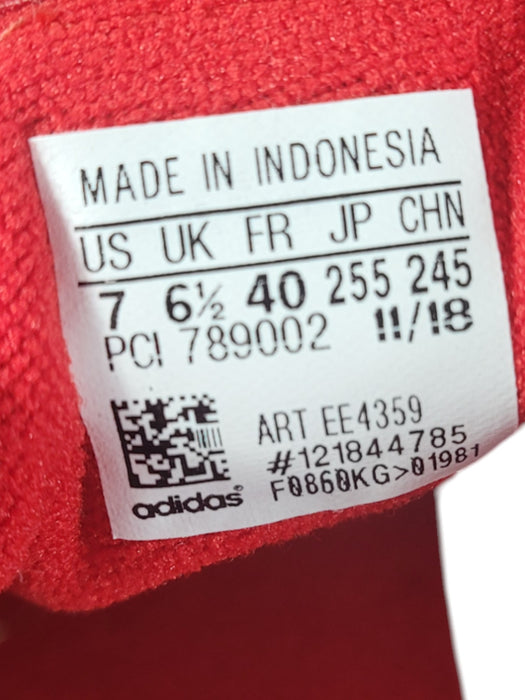 MADE IN INDONESIA
US UK FR JP CHN
7 6½ 40 255 245
PCI 789002 11/18
ART EE4359
#121844785
F0860KG>01981
adidas®